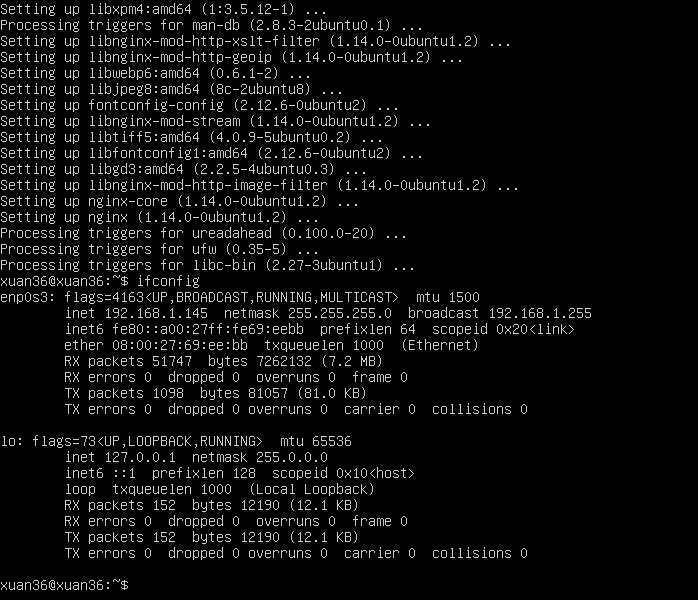 Setting up libxpm4:amd64 (1:3.5.12-1) ...
Processing triggers for man-db (2.8.3-2ubuntu0.1) ...
Setting up libnginx-mod-http-xslt-filter (1.14.0-0ubuntu1.2) ...
Setting up libnginx-mod-http-geoip (1.14.0-0ubuntu1.2) ...
Setting up libwebp6:amd64 (0.6.1-2) ...
Setting up libjpeg8:amd64 (8c-2ubuntu8) ...
Setting up fontconfig-config (2.12.6-0ubuntu2) ...
Setting up libnginx-mod-stream (1.14.0-0ubuntu1.2) ...
Setting up libtiff5:amd64 (4.0.9-5ubuntu0.2) ...
Setting up libfontconfig1:amd64 (2.12.6-0ubuntu2) ...
Setting up libgd3:amd64 (2.2.5-4ubuntu0.3) ...
Setting up libnginx-mod-http-image-filter (1.14.0-0ubuntu1.2) ...
Setting up nginx-core (1.14.0-0ubuntu1.2) ...
Setting up nginx (1.14.0-0ubuntu1.2) ...
Processing triggers for ureadahead (0.100.0-20) ...
Processing triggers for ufw (0.35-5) ...
Processing triggers for libc-bin (2.27-3ubuntu1) ...
xuan36@xuan36:~$ ifconfig
enp0s3: flags=4163<UP,BROADCAST,RUNNING,MULTICAST>  mtu 1500
        inet 192.168.1.145  netmask 255.255.255.0  broadcast 192.168.1.255
        inet6 fe80::a00:27ff:fe69:eebb  prefixlen 64  scopeid 0x20<link>
        ether 08:00:27:69:ee:bb  txqueuelen 1000  (Ethernet)
        RX packets 51747  bytes 7262132 (7.2 MB)
        RX errors 0  dropped 0  overruns 0  frame 0
        TX packets 1098  bytes 81057 (81.0 KB)
        TX errors 0  dropped 0 overruns 0  carrier 0  collisions 0

lo: flags=73<UP,LOOPBACK,RUNNING>  mtu 65536
        inet 127.0.0.1  netmask 255.0.0.0
        inet6 ::1  prefixlen 128  scopeid 0x10<host>
        loop  txqueuelen 1000  (Local Loopback)
        RX packets 152  bytes 12190 (12.1 KB)
        RX errors 0  dropped 0  overruns 0  frame 0
        TX packets 152  bytes 12190 (12.1 KB)
        TX errors 0  dropped 0 overruns 0  carrier 0  collisions 0

xuan36@xuan36:~$